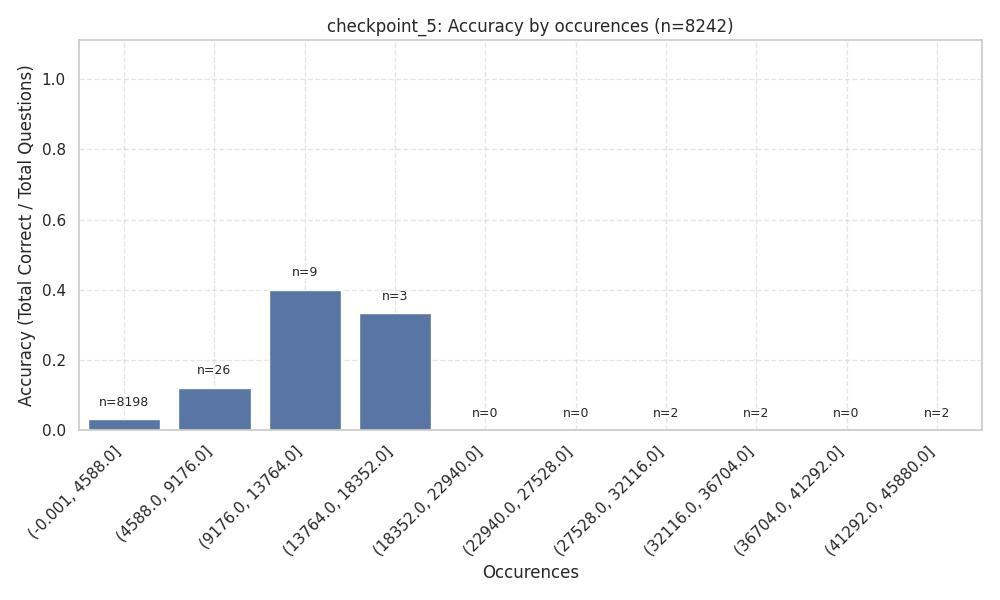 checkpoint_5: Accuracy by occurences (n=8242)
Accuracy (Total Correct / Total Questions)
1.0
0.8
0.6
0.4
0.2
0.0
n=8198
n=26
n=9
n=3
n=0
n=0
n=2
n=2
n=0
n=2
(-0.001, 4588.0]
(4588.0, 9176.0]
(9176.0, 13764.0]
(13764.0, 18352.0]
(18352.0, 22940.0]
(22940.0, 27528.0]
(27528.0, 32116.0]
(32116.0, 36704.0]
(36704.0, 41292.0]
(41292.0, 45880.0]
Occurences